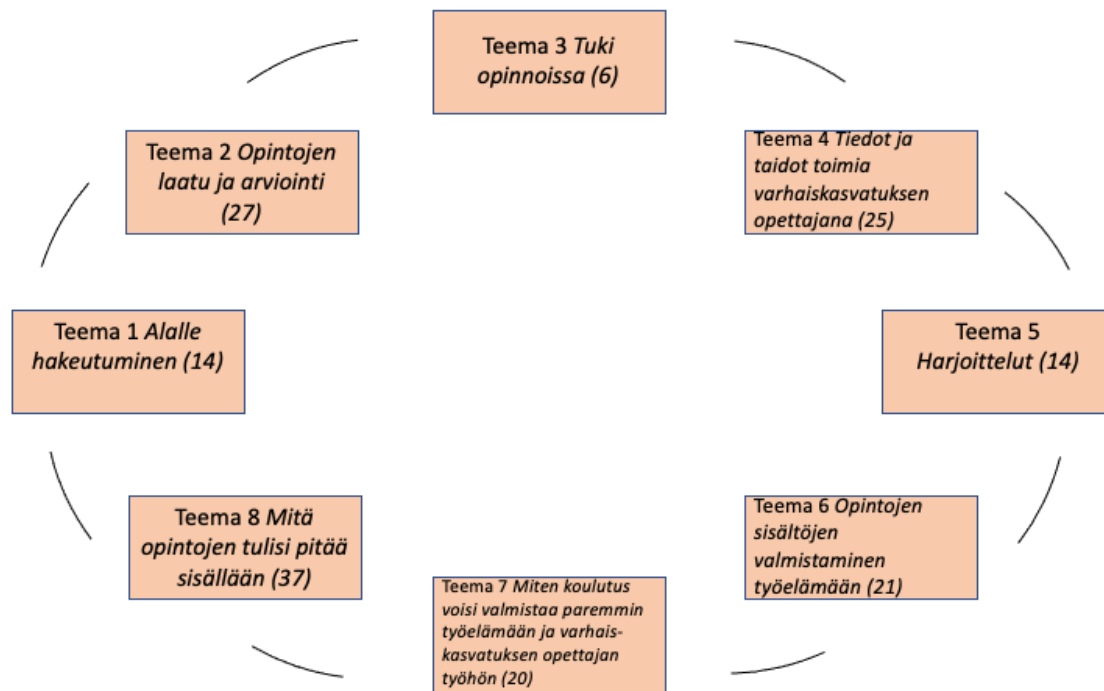 Teema 3 Tuki
opinnoissa (6)
Teema 2 Opintojen
laatu ja arviointi
(27)
Teema 4 Tiedot ja
taidot toimia
varhaiskasvatuksen
opettajana (25)
Teema 1 Alalle
hakeutuminen (14)
Teema 5
Harjoittelut (14)
Teema 8 Mitä
opintojen tulisi pitää
sisällään (37)
Teema 6 Opintojen
sisältöjen
valmistaminen
työelämään (21)
Teema 7 Miten koulutus
voisi valmistaa paremmin
työelämään ja varhais-
kasvatuksen opettajan
työhön (20)